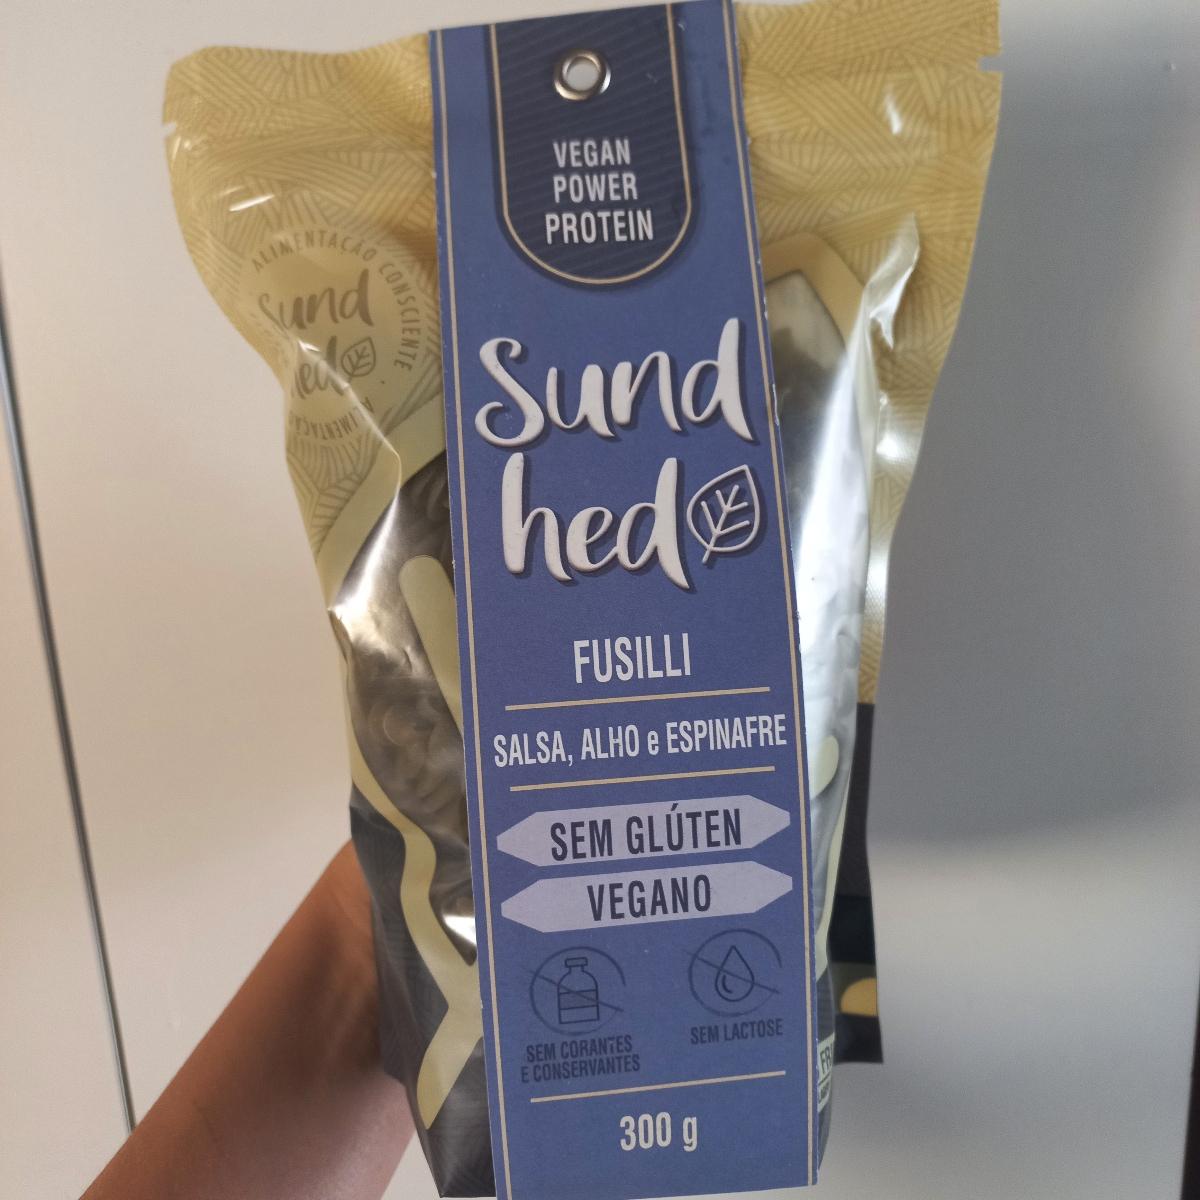 VEGAN
POWER
PROTEIN
ALIMENTAÇÃO CONSCIENTE
Sund
hed
Sund
hed
FUSILLI
SALSA, ALHO e ESPINAFRE
SEM GLÚTEN
VEGANO
SEM CORANTES
E CONSERVANTES
SEM LACTOSE
300 g